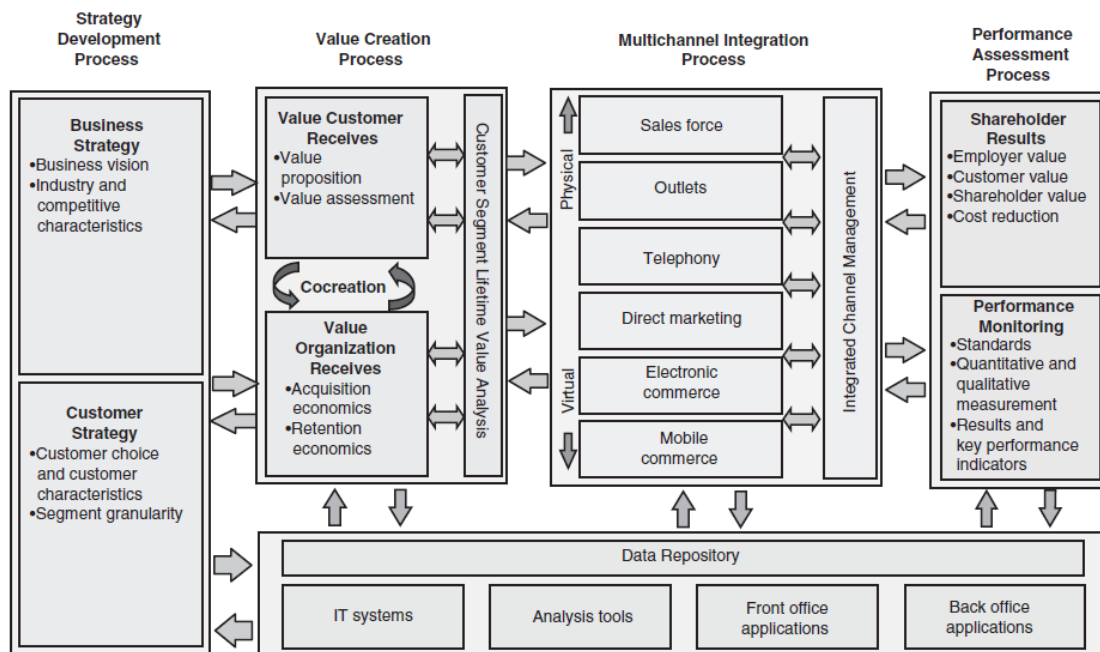 Strategy
Development
Process
Value Creation
Process
Multichannel Integration
Process
Performance
Assessment
Process
Business
Strategy
•Business vision
•Industry and
competitive
characteristics
Customer
Strategy
•Customer choice
and customer
characteristics
•Segment granularity
Value Customer
Receives
•Value
proposition
•Value assessment
Cocreation
Value
Organization
Receives
•Acquisition
economics
•Retention
economics
Customer Segment Lifetime Value Analysis
Physical
Virtual
Sales force
Outlets
Telephony
Direct marketing
Electronic
commerce
Mobile
commerce
Integrated Channel Management
Shareholder
Results
•Employer value
•Customer value
•Shareholder value
•Cost reduction
Performance
Monitoring
•Standards
•Quantitative and
qualitative
measurement
•Results and
key performance
indicators
Data Repository
IT systems
Analysis tools
Front office
applications
Back office
applications